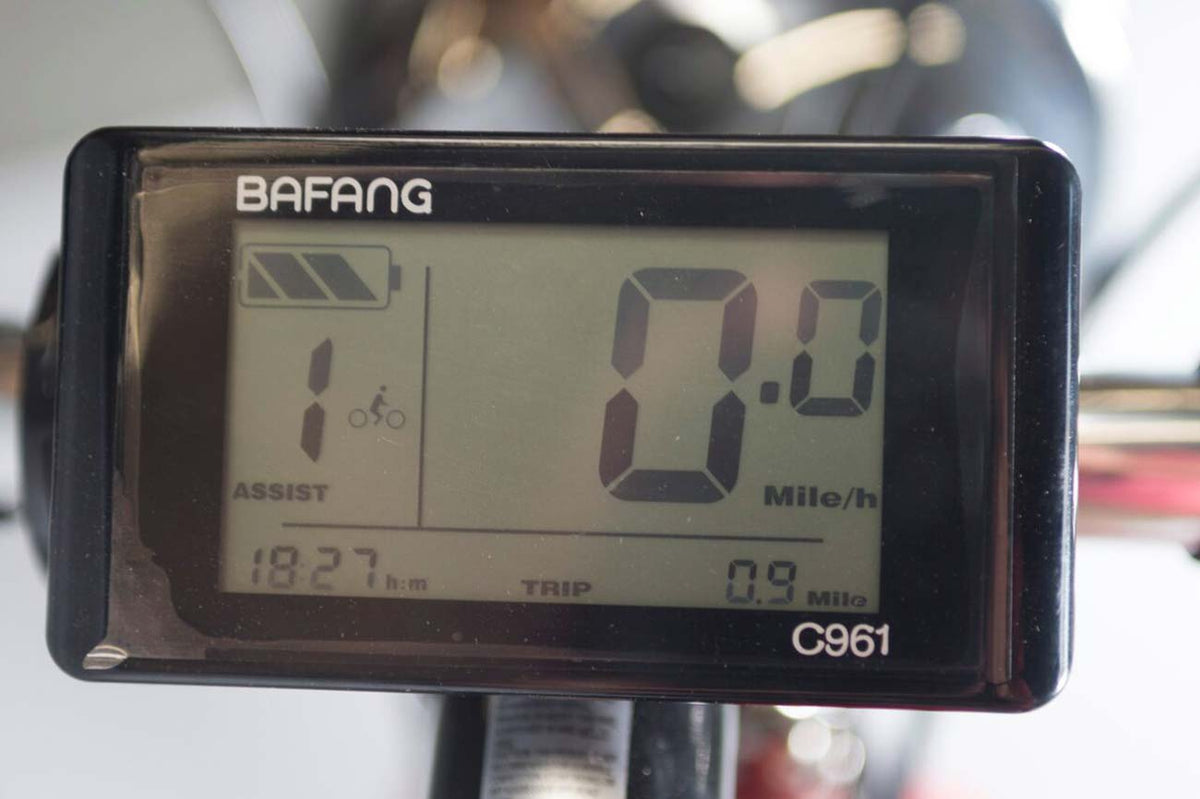 BAFANG
0.0
1
ASSIST
Mile/h
18:27 h:m TRIP 0.9 Mile
C961